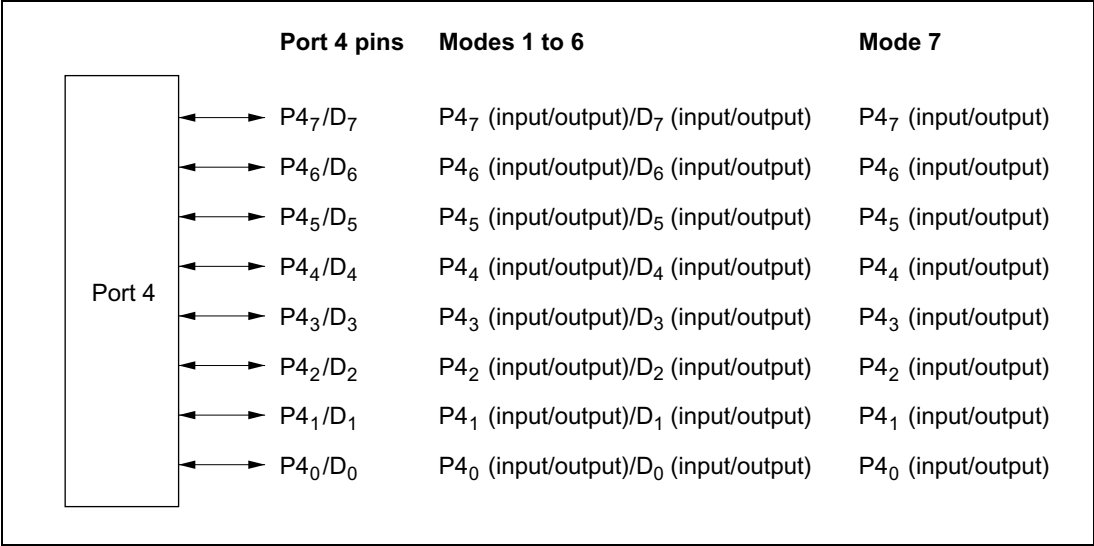 Port 4 pins Modes 1 to 6 Mode 7
P4₇/D₇ P4₇ (input/output)/D₇ (input/output) P4₇ (input/output)
P4₆/D₆ P4₆ (input/output)/D₆ (input/output) P4₆ (input/output)
P4₅/D₅ P4₅ (input/output)/D₅ (input/output) P4₅ (input/output)
P4₄/D₄ P4₄ (input/output)/D₄ (input/output) P4₄ (input/output)
Port 4
P4₃/D₃ P4₃ (input/output)/D₃ (input/output) P4₃ (input/output)
P4₂/D₂ P4₂ (input/output)/D₂ (input/output) P4₂ (input/output)
P4₁/D₁ P4₁ (input/output)/D₁ (input/output) P4₁ (input/output)
P4₀/D₀ P4₀ (input/output)/D₀ (input/output) P4₀ (input/output)